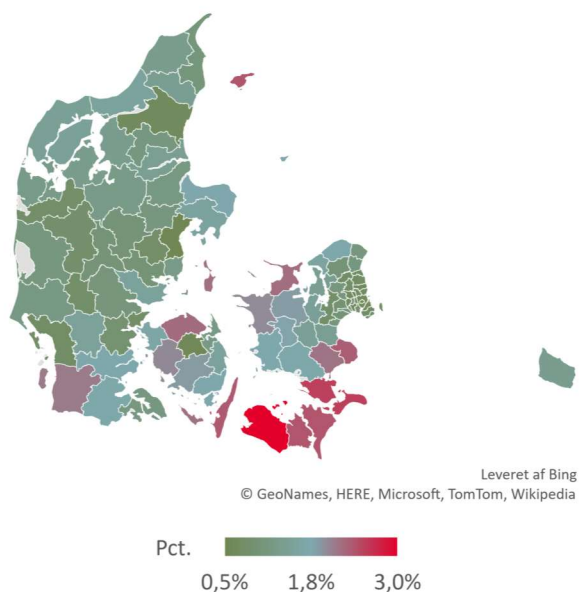 Leveret af Bing
© GeoNames, HERE, Microsoft, TomTom, Wikipedia
Pct.
0,5% 1,8% 3,0%